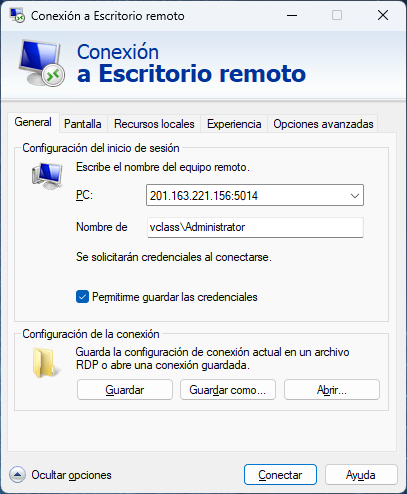 Conexión a Escritorio remoto
Conexión
a Escritorio remoto
General Pantalla Recursos locales Experiencia Opciones avanzadas
Configuración del inicio de sesión
Escribe el nombre del equipo remoto.
PC: 201.163.221.156:5014
Nombre de vclass\Administrator
Se solicitarán credenciales al conectarse.
Permitirme guardar las credenciales
Configuración de la conexión
Guarda la configuración de conexión actual en un archivo
RDP o abre una conexión guardada.
Guardar Guardar como... Abrir...
Ocultar opciones Conectar Ayuda